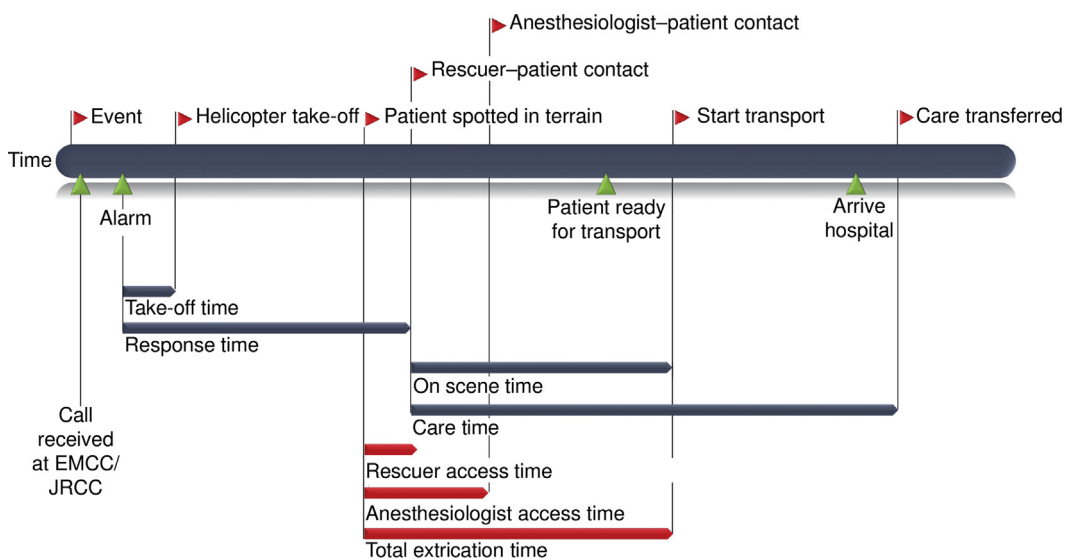 Anesthesiologist–patient contact
Rescuer–patient contact
Event
Helicopter take-off
Patient spotted in terrain
Start transport
Care transferred
Time
Alarm
Patient ready
for transport
Arrive
hospital
Take-off time
Response time
On scene time
Care time
Call
received
at EMCC/
JRCC
Rescuer access time
Anesthesiologist access time
Total extrication time